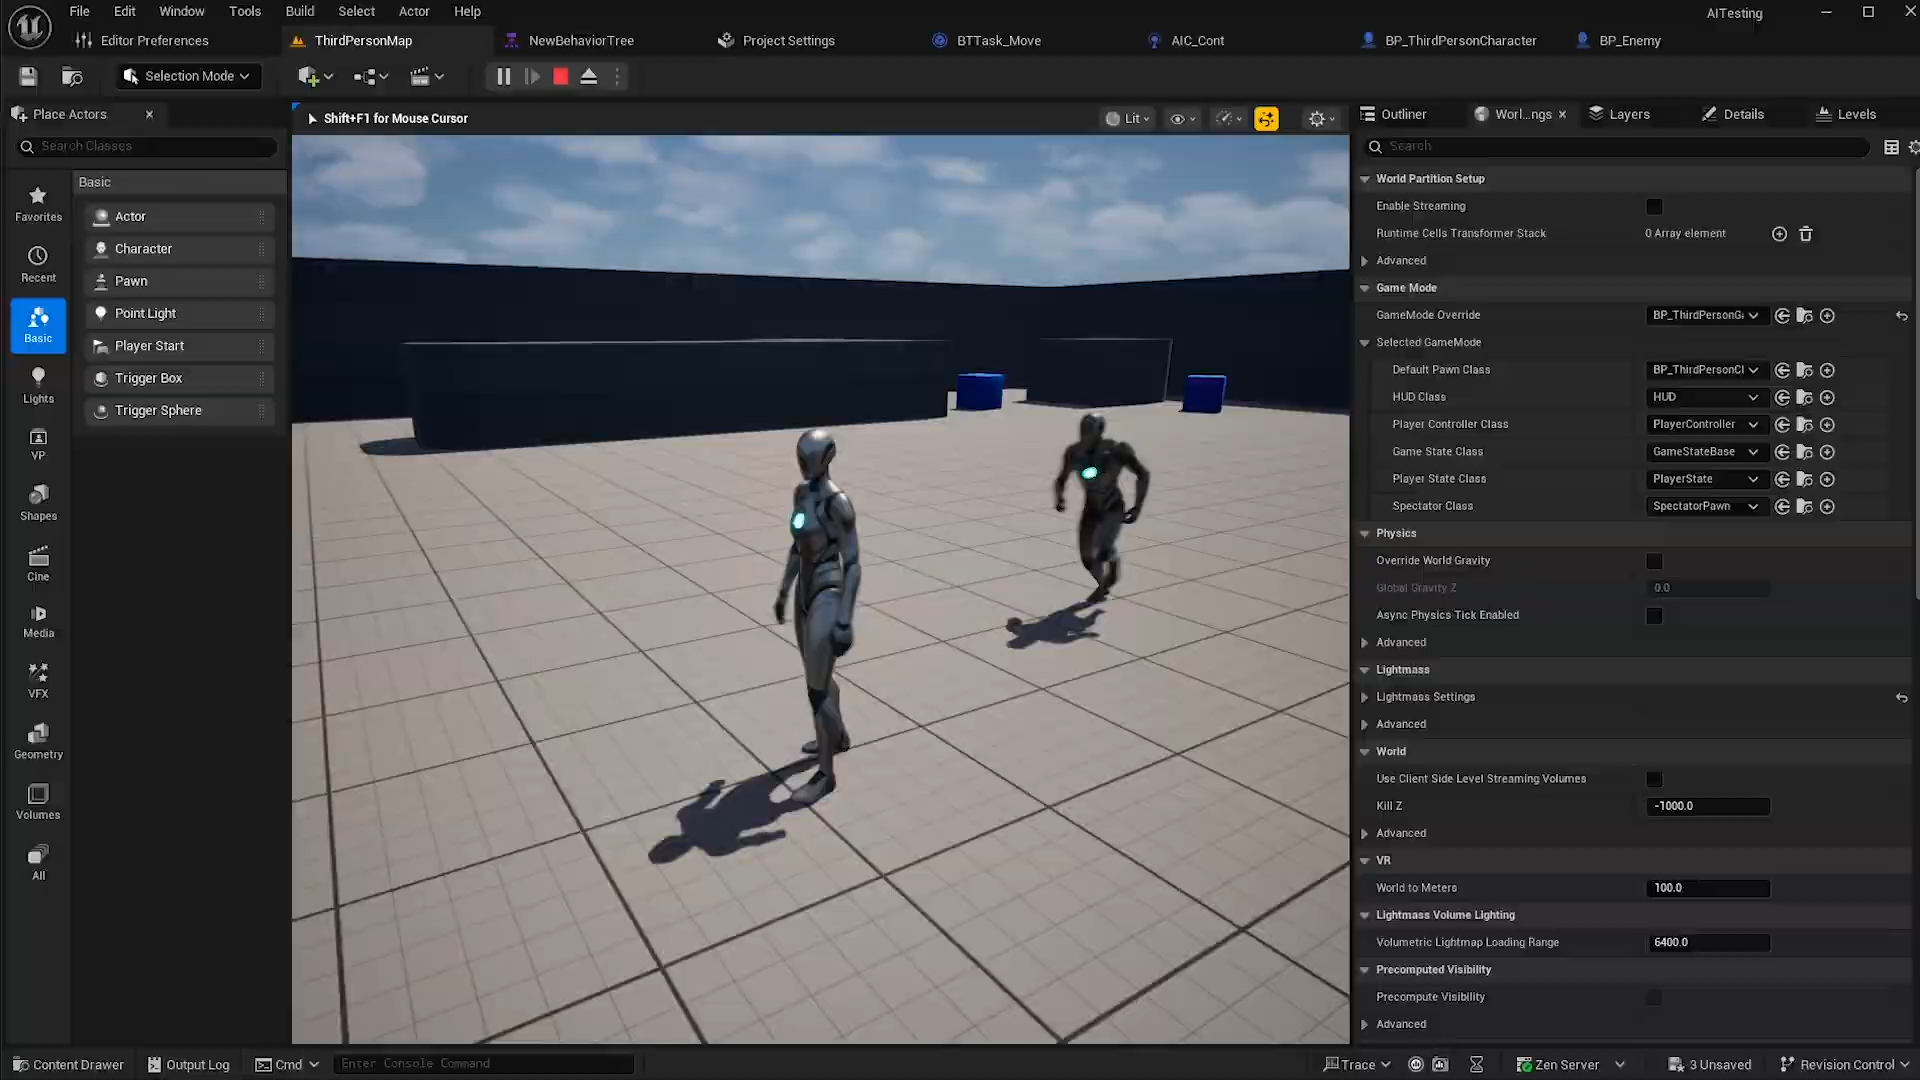 File Edit Window Tools Build Select Actor Help
AITesting
Editor Preferences ThirdPersonMap NewBehaviorTree Project Settings BTTask_Move AIC_Cont BP_ThirdPersonCharacter BP_Enemy
Selection Mode
Place Actors
Search Classes
Favorites
Recent
Basic
Lights
VP
Shapes
Cine
Media
VFX
Geometry
Volumes
All
Basic
Actor
Character
Pawn
Point Light
Player Start
Trigger Box
Trigger Sphere
Shift+F1 for Mouse Cursor
Lit
Outliner Worl...ngs Layers Details Levels
Search
World Partition Setup
Enable Streaming
Runtime Cells Transformer Stack 0 Array element
Advanced
Game Mode
GameMode Override BP_ThirdPersonGa
Selected GameMode
Default Pawn Class BP_ThirdPersonCl
HUD Class HUD
Player Controller Class PlayerController
Game State Class GameStateBase
Player State Class PlayerState
Spectator Class SpectatorPawn
Physics
Override World Gravity
Global Gravity Z 0.0
Async Physics Tick Enabled
Advanced
Lightmass
Lightmass Settings
Advanced
World
Use Client Side Level Streaming Volumes
Kill Z -1000.0
Advanced
VR
World to Meters 100.0
Lightmass Volume Lighting
Volumetric Lightmap Loading Range 6400.0
Precomputed Visibility
Precompute Visibility
Advanced
Content Drawer Output Log Cmd Enter Console Command Trace Zen Server 3 Unsaved Revision Control